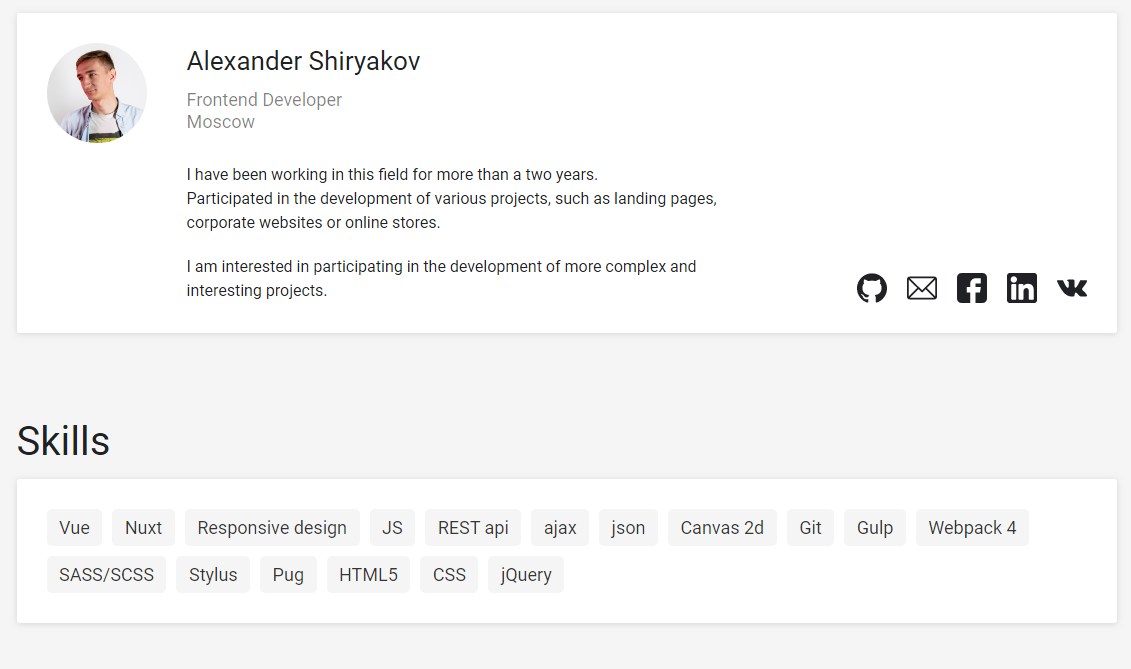 Alexander Shiryakov
Frontend Developer
Moscow
I have been working in this field for more than a two years.
Participated in the development of various projects, such as landing pages,
corporate websites or online stores.
I am interested in participating in the development of more complex and
interesting projects.
Skills
Vue Nuxt Responsive design JS REST api ajax json Canvas 2d Git Gulp Webpack 4
SASS/SCSS Stylus Pug HTML5 CSS jQuery